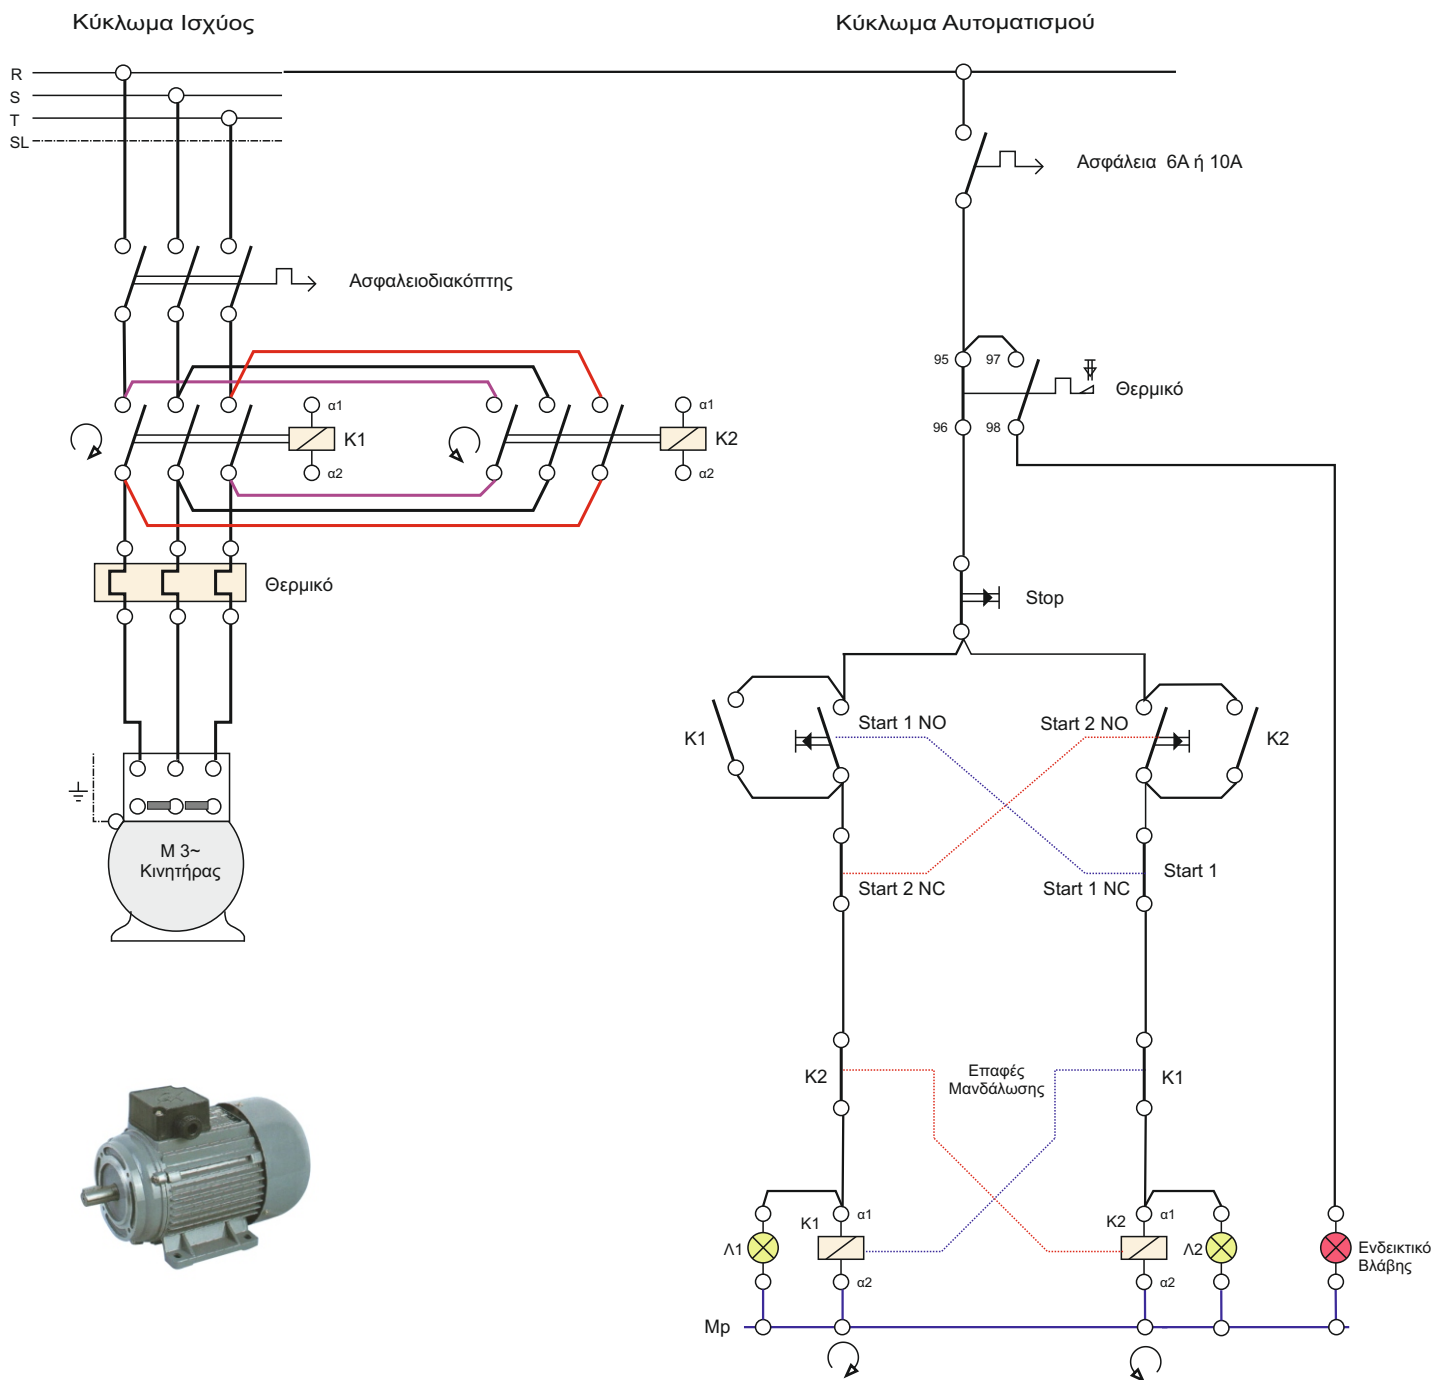 Κύκλωμα Ισχύος
Κύκλωμα Αυτοματισμού
R
S
T
SL
Ασφάλεια 6A ή 10A
Ασφαλειοδιακόπτης
95
97
Θερμικό
96
98
α1
K1
α2
α1
K2
α2
Θερμικό
Stop
K1
Start 1 NO
Start 2 NO
K2
M 3~
Κινητήρας
Start 2 NC
Start 1 NC
Start 1
K2
Επαφές
Μανδάλωσης
K1
Λ1
K1
α1
α2
K2
α1
α2
Λ2
Ενδεικτικό
Βλάβης
Mp